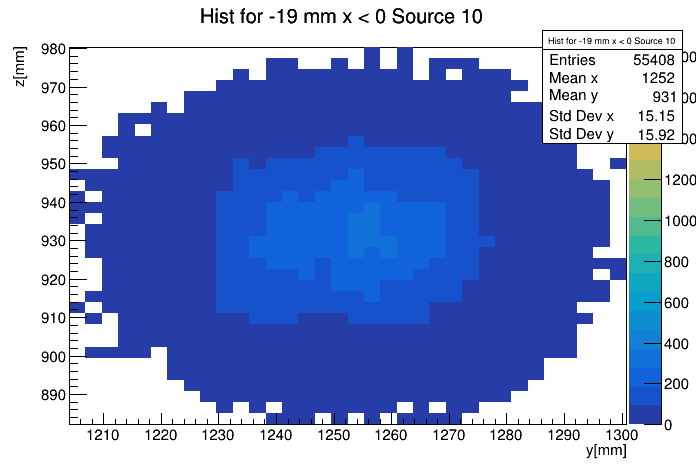 Hist for -19 mm x < 0 Source 10
Hist for -19 mm x < 0 Source 10
Entries 55408
Mean x 1252
Mean y 931
Std Dev x 15.15
Std Dev y 15.92
z[mm]
980
970
960
950
940
930
920
910
900
890
1210 1220 1230 1240 1250 1260 1270 1280 1290 1300
y[mm]
1200
1000
800
600
400
200
0